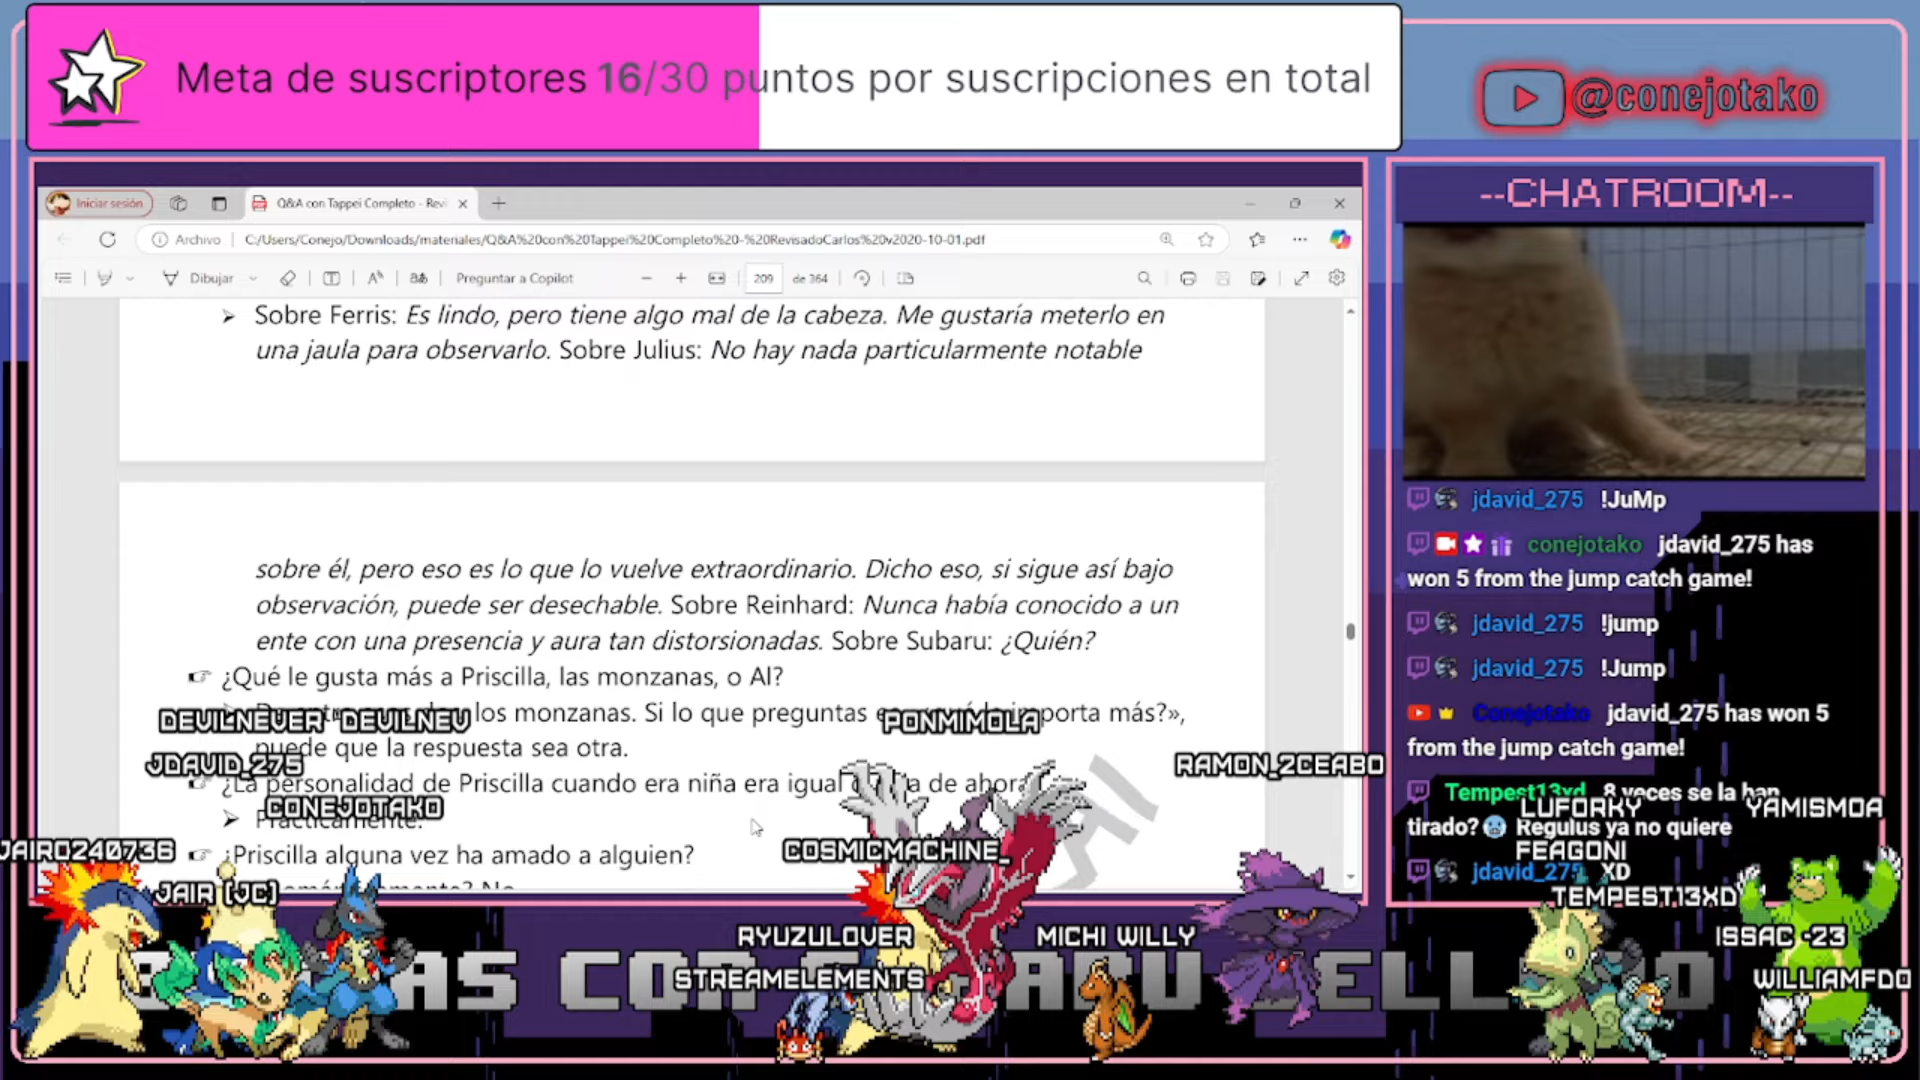 Meta de suscriptores 16/30 puntos por suscripciones en total
@conejotako
Iniciar sesión
Q&A con Tappei Completo - Revi
Archivo
C:/Users/Conejo/Downloads/materiales/Q&A%20con%20Tappei%20Completo%20-%20RevisadoCarlos%20v2020-10-01.pdf
Dibujar
Preguntar a Copilot
209 de 364
Sobre Ferris: Es lindo, pero tiene algo mal de la cabeza. Me gustaría meterlo en
una jaula para observarlo. Sobre Julius: No hay nada particularmente notable
sobre él, pero eso es lo que lo vuelve extraordinario. Dicho eso, si sigue así bajo
observación, puede ser desechable. Sobre Reinhard: Nunca había conocido a un
ente con una presencia y aura tan distorsionadas. Sobre Subaru: ¿Quién?
¿Qué le gusta más a Priscilla, las monzanas, o Al?
los monzanas. Si lo que preguntas importa más?»,
puede que la respuesta sea otra.
¿La personalidad de Priscilla cuando era niña era igual de ahora
Prácticamente.
¿Priscilla alguna vez ha amado a alguien?
No
--CHATROOM--
jdavid_275 !JuMp
conejotako jdavid_275 has
won 5 from the jump catch game!
jdavid_275 !jump
jdavid_275 !Jump
Conejotako jdavid_275 has won 5
from the jump catch game!
Tempest13xd 8 veces se la han
tirado? Regulus ya no quiere
jdavid_275 XD
DEVILNEVER DEVILNEV
PONMIMOLA
JDAVID_275
RAMON_2CEABO
CONEJOTAKO
LUFORKY
YAMISMOA
JAIRO240736
COSMICMACHINE_
FEAGONI
JAIR (JC)
TEMPEST13XD
RYUZULOVER
MICHI WILLY
ISSAC -23
STREAMELEMENTS
WILLIAMFDO